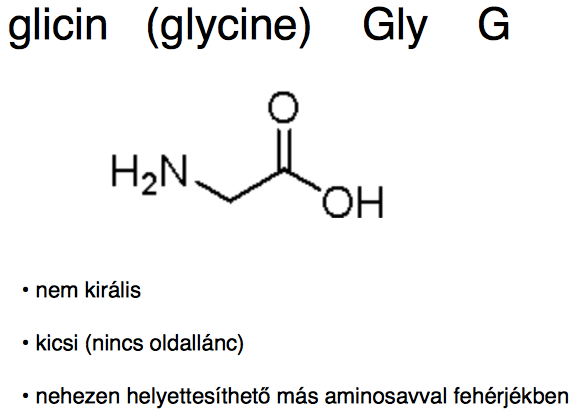 glicin (glycine) Gly G
O
H₂N
OH
• nem királis
• kicsi (nincs oldallánc)
• nehezen helyettesíthető más aminosavval fehérjékben